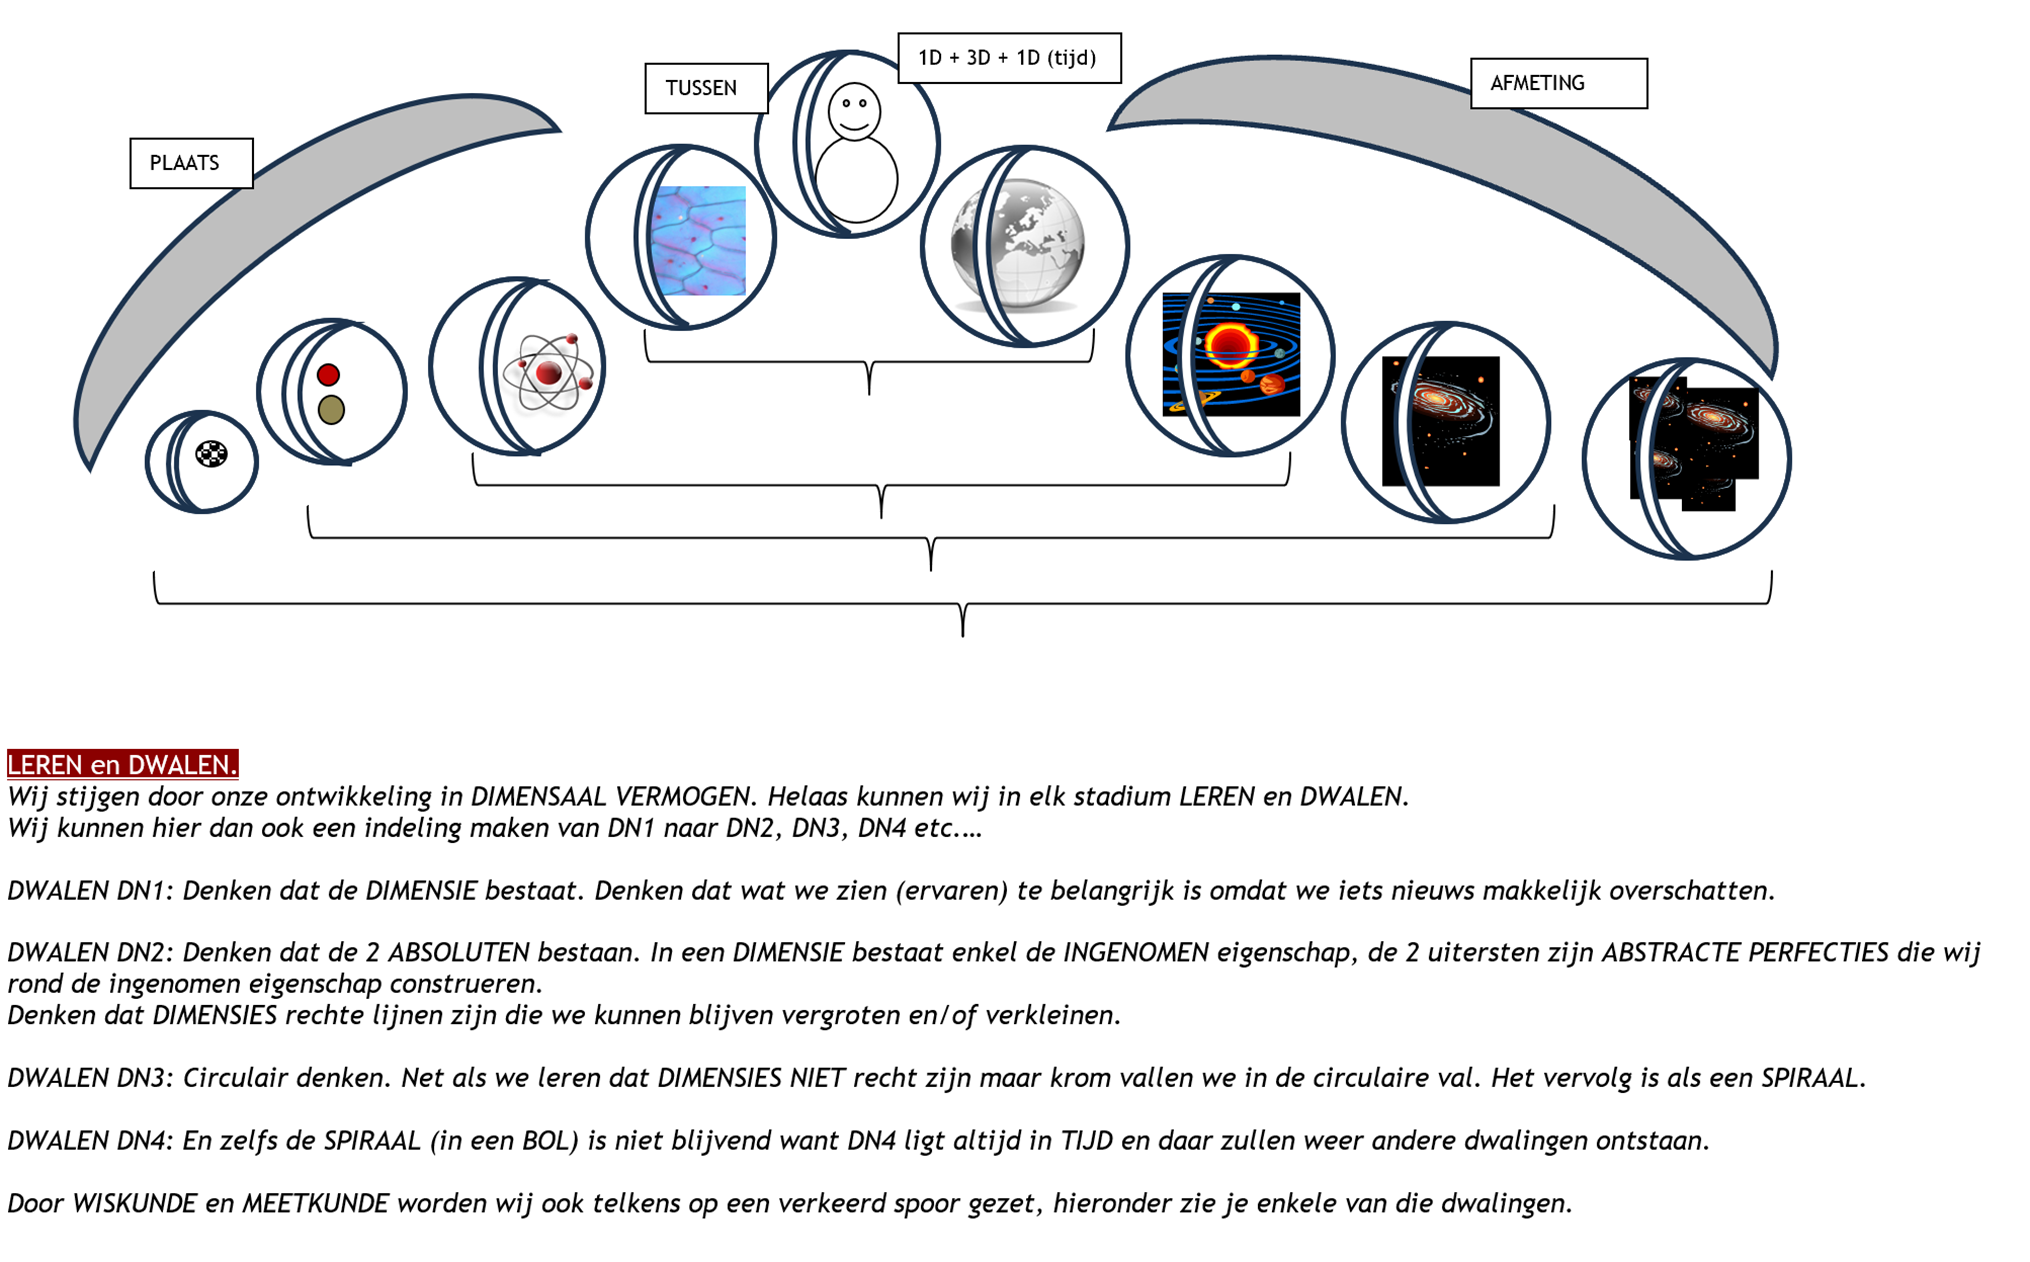 1D + 3D + 1D (tijd)
TUSSEN
AFMETING
PLAATS
LEREN en DWALEN.
Wij stijgen door onze ontwikkeling in DIMENSAAL VERMOGEN. Helaas kunnen wij in elk stadium LEREN en DWALEN.
Wij kunnen hier dan ook een indeling maken van DN1 naar DN2, DN3, DN4 etc.…
DWALEN DN1: Denken dat de DIMENSIE bestaat. Denken dat wat we zien (ervaren) te belangrijk is omdat we iets nieuws makkelijk overschatten.
DWALEN DN2: Denken dat de 2 ABSOLUTEN bestaan. In een DIMENSIE bestaat enkel de INGENOMEN eigenschap, de 2 uitersten zijn ABSTRACTE PERFECTIES die wij
rond de ingenomen eigenschap construeren.
Denken dat DIMENSIES rechte lijnen zijn die we kunnen blijven vergroten en/of verkleinen.
DWALEN DN3: Circulair denken. Net als we leren dat DIMENSIES NIET recht zijn maar krom vallen we in de circulaire val. Het vervolg is als een SPIRAAL.
DWALEN DN4: En zelfs de SPIRAAL (in een BOL) is niet blijvend want DN4 ligt altijd in TIJD en daar zullen weer andere dwalingen ontstaan.
Door WISKUNDE en MEETKUNDE worden wij ook telkens op een verkeerd spoor gezet, hieronder zie je enkele van die dwalingen.